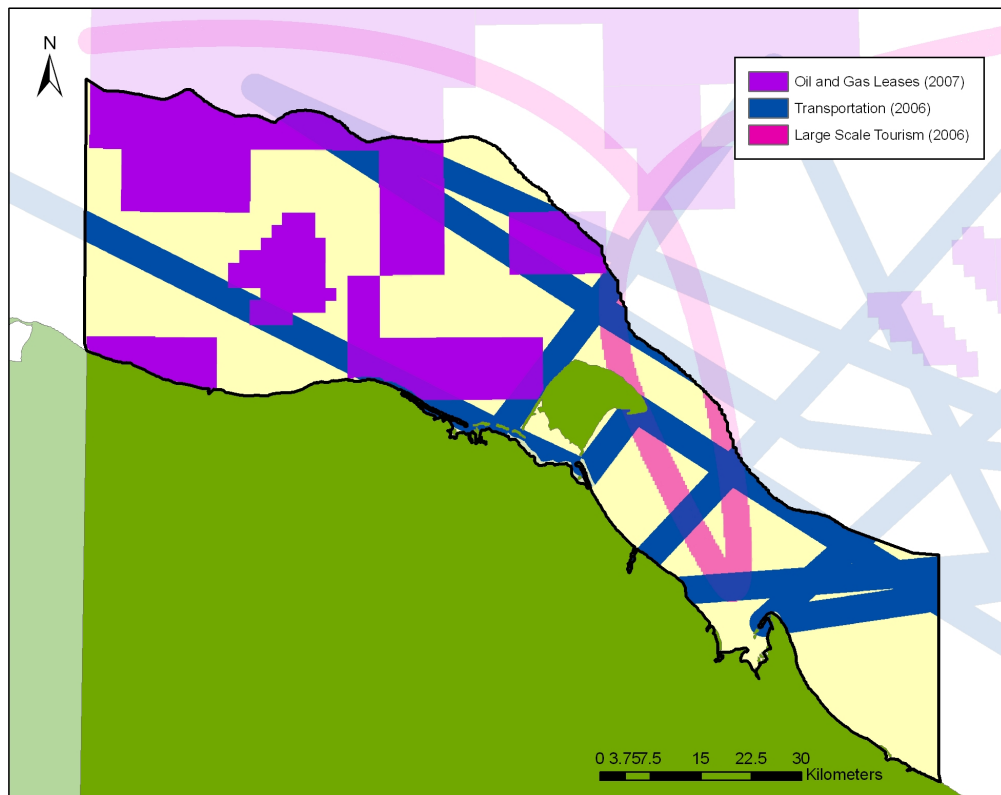 N
Oil and Gas Leases (2007)
Transportation (2006)
Large Scale Tourism (2006)
0 3.757.5 15 22.5 30
Kilometers